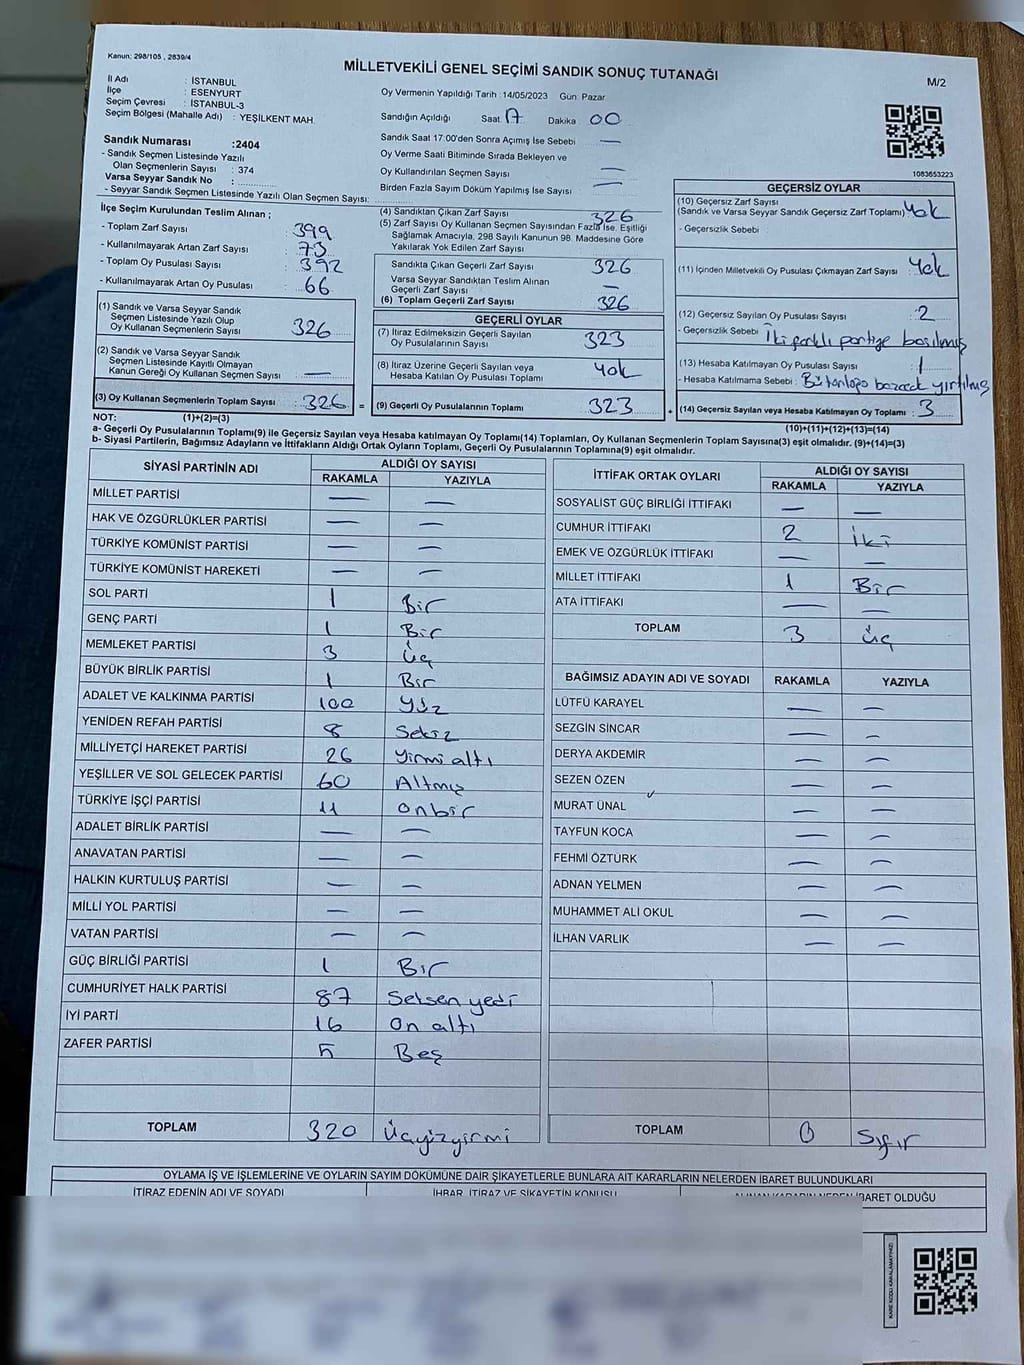 Kanun: 298/105 , 2839/4
MİLLETVEKİLİ GENEL SEÇİMİ SANDIK SONUÇ TUTANAĞI
M/2
İl Adı : İSTANBUL
İlçe : ESENYURT
Seçim Çevresi : İSTANBUL-3
Seçim Bölgesi (Mahalle Adı) : YEŞİLKENT MAH.
Sandık Numarası :2404
- Sandık Seçmen Listesinde Yazılı
Olan Seçmenlerin Sayısı : 374
Varsa Seyyar Sandık No :
- Seyyar Sandık Seçmen Listesinde Yazılı Olan Seçmen Sayısı:
Oy Vermenin Yapıldığı Tarih : 14/05/2023 Gün: Pazar
Sandığın Açıldığı Saat 17 Dakika 00
Sandık Saat 17:00'den Sonra Açımış İse Sebebi —
Oy Verme Saati Bitiminde Sırada Bekleyen ve
Oy Kullandırılan Seçmen Sayısı —
Birden Fazla Sayım Döküm Yapılmış İse Sayısı —
1083653223
İlçe Seçim Kurulundan Teslim Alınan ;
- Toplam Zarf Sayısı : 399
- Kullanılmayarak Artan Zarf Sayısı : 73
- Toplam Oy Pusulası Sayısı : 392
- Kullanılmayarak Artan Oy Pusulası : 66
(1) Sandık ve Varsa Seyyar Sandık
Seçmen Listesinde Yazılı Olup
Oy Kullanan Seçmenlerin Sayısı : 326
(2) Sandık ve Varsa Seyyar Sandık
Seçmen Listesinde Kayıtlı Olmayan
Kanun Gereği Oy Kullanan Seçmen Sayısı : —
(3) Oy Kullanan Seçmenlerin Toplam Sayısı : 326 =
(4) Sandıktan Çıkan Zarf Sayısı 326
(5) Zarf Sayısı Oy Kullanan Seçmen Sayısından Fazla İse, Eşitliği
Sağlamak Amacıyla, 298 Sayılı Kanunun 98. Maddesine Göre
Yakılarak Yok Edilen Zarf Sayısı
Sandıkta Çıkan Geçerli Zarf Sayısı 326
Varsa Seyyar Sandıktan Teslim Alınan
Geçerli Zarf Sayısı —
(6) Toplam Geçerli Zarf Sayısı 326
GEÇERLİ OYLAR
(7) İtiraz Edilmeksizin Geçerli Sayılan
Oy Pusulalarının Sayısı : 323
(8) İtiraz Üzerine Geçerli Sayılan veya
Hesaba Katılan Oy Pusulası Toplamı : Yok
(9) Geçerli Oy Pusulalarının Toplamı : 323 +
GEÇERSİZ OYLAR
(10) Geçersiz Zarf Sayısı
(Sandık ve Varsa Seyyar Sandık Geçersiz Zarf Toplamı) Yok
- Geçersizlik Sebebi
(11) İçinden Milletvekili Oy Pusulası Çıkmayan Zarf Sayısı : Yok
(12) Geçersiz Sayılan Oy Pusulası Sayısı : 2
- Geçersizlik Sebebi : İki farklı partiye basılmış
(13) Hesaba Katılmayan Oy Pusulası Sayısı : 1
- Hesaba Katılmama Sebebi : yırtılmış
(14) Geçersiz Sayılan veya Hesaba Katılmayan Oy Toplamı : 3
NOT: (1)+(2)=(3)
(10)+(11)+(12)+(13)=(14)
a- Geçerli Oy Pusulalarının Toplamı(9) ile Geçersiz Sayılan veya Hesaba katılmayan Oy Toplamı(14) Toplamları, Oy Kullanan Seçmenlerin Toplam Sayısına(3) eşit olmalıdır. (9)+(14)=(3)
b- Siyasi Partilerin, Bağımsız Adayların ve İttifakların Aldığı Ortak Oyların Toplamı, Geçerli Oy Pusulalarının Toplamına(9) eşit olmalıdır.
SİYASİ PARTİNİN ADI ALDIĞI OY SAYISI
RAKAMLA YAZIYLA
MİLLET PARTİSİ — —
HAK VE ÖZGÜRLÜKLER PARTİSİ — —
TÜRKİYE KOMÜNİST PARTİSİ — —
TÜRKİYE KOMÜNİST HAREKETİ — —
SOL PARTİ 1 Bir
GENÇ PARTİ 1 Bir
MEMLEKET PARTİSİ 3 Üç
BÜYÜK BİRLİK PARTİSİ 1 Bir
ADALET VE KALKINMA PARTİSİ 100 Yüz
YENİDEN REFAH PARTİSİ 8 Sekiz
MİLLİYETÇİ HAREKET PARTİSİ 26 Yirmi altı
YEŞİLLER VE SOL GELECEK PARTİSİ 60 Altmış
TÜRKİYE İŞÇİ PARTİSİ 11 Onbir
ADALET BİRLİK PARTİSİ — —
ANAVATAN PARTİSİ — —
HALKIN KURTULUŞ PARTİSİ — —
MİLLİ YOL PARTİSİ — —
VATAN PARTİSİ — —
GÜÇ BİRLİĞİ PARTİSİ 1 Bir
CUMHURİYET HALK PARTİSİ 87 Seksen yedi
İYİ PARTİ 16 On altı
ZAFER PARTİSİ 5 Beş
TOPLAM 320 Üçyüzyirmi
İTTİFAK ORTAK OYLARI ALDIĞI OY SAYISI
RAKAMLA YAZIYLA
SOSYALİST GÜÇ BİRLİĞİ İTTİFAKI — —
CUMHUR İTTİFAKI 2 İki
EMEK VE ÖZGÜRLÜK İTTİFAKI — —
MİLLET İTTİFAKI 1 Bir
ATA İTTİFAKI — —
TOPLAM 3 Üç
BAĞIMSIZ ADAYIN ADI VE SOYADI RAKAMLA YAZIYLA
LÜTFÜ KARAYEL — —
SEZGİN SİNCAR — —
DERYA AKDEMİR — —
SEZEN ÖZEN — —
MURAT ÜNAL — —
TAYFUN KOCA — —
FEHMİ ÖZTÜRK — —
ADNAN YELMEN — —
MUHAMMET ALİ OKUL — —
İLHAN VARLIK — —
TOPLAM 0 Sıfır
OYLAMA İŞ VE İŞLEMLERİNE VE OYLARIN SAYIM DÖKÜMÜNE DAİR ŞİKAYETLERLE BUNLARA AİT KARARLARIN NELERDEN İBARET BULUNDUKLARI
İTİRAZ EDENİN ADI VE SOYADI İHBAR, İTİRAZ VE ŞİKAYETİN KONUSU ALINAN KARARIN NEDEN İBARET OLDUĞU
KARE KODU KARALAMAYINIZ!